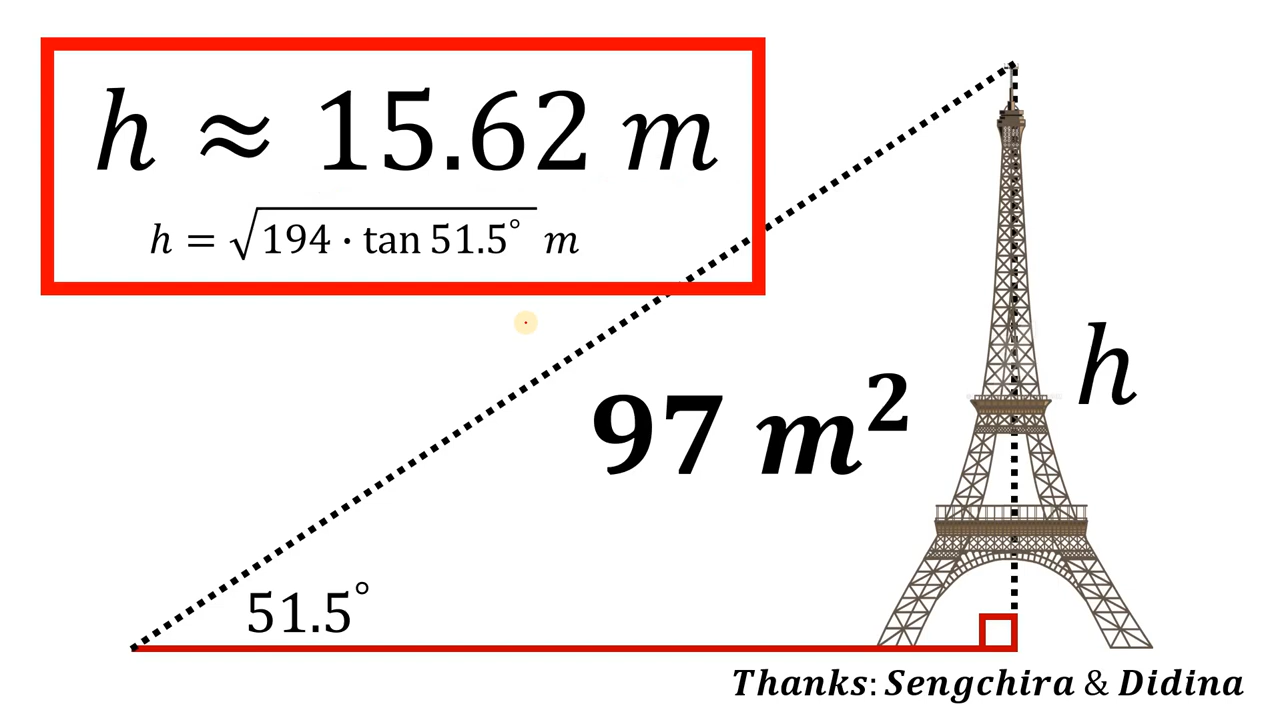 h ≈ 15.62 m
h = √194 · tan 51.5° m
h
97 m²
51.5°
Thanks: Sengchira & Didina